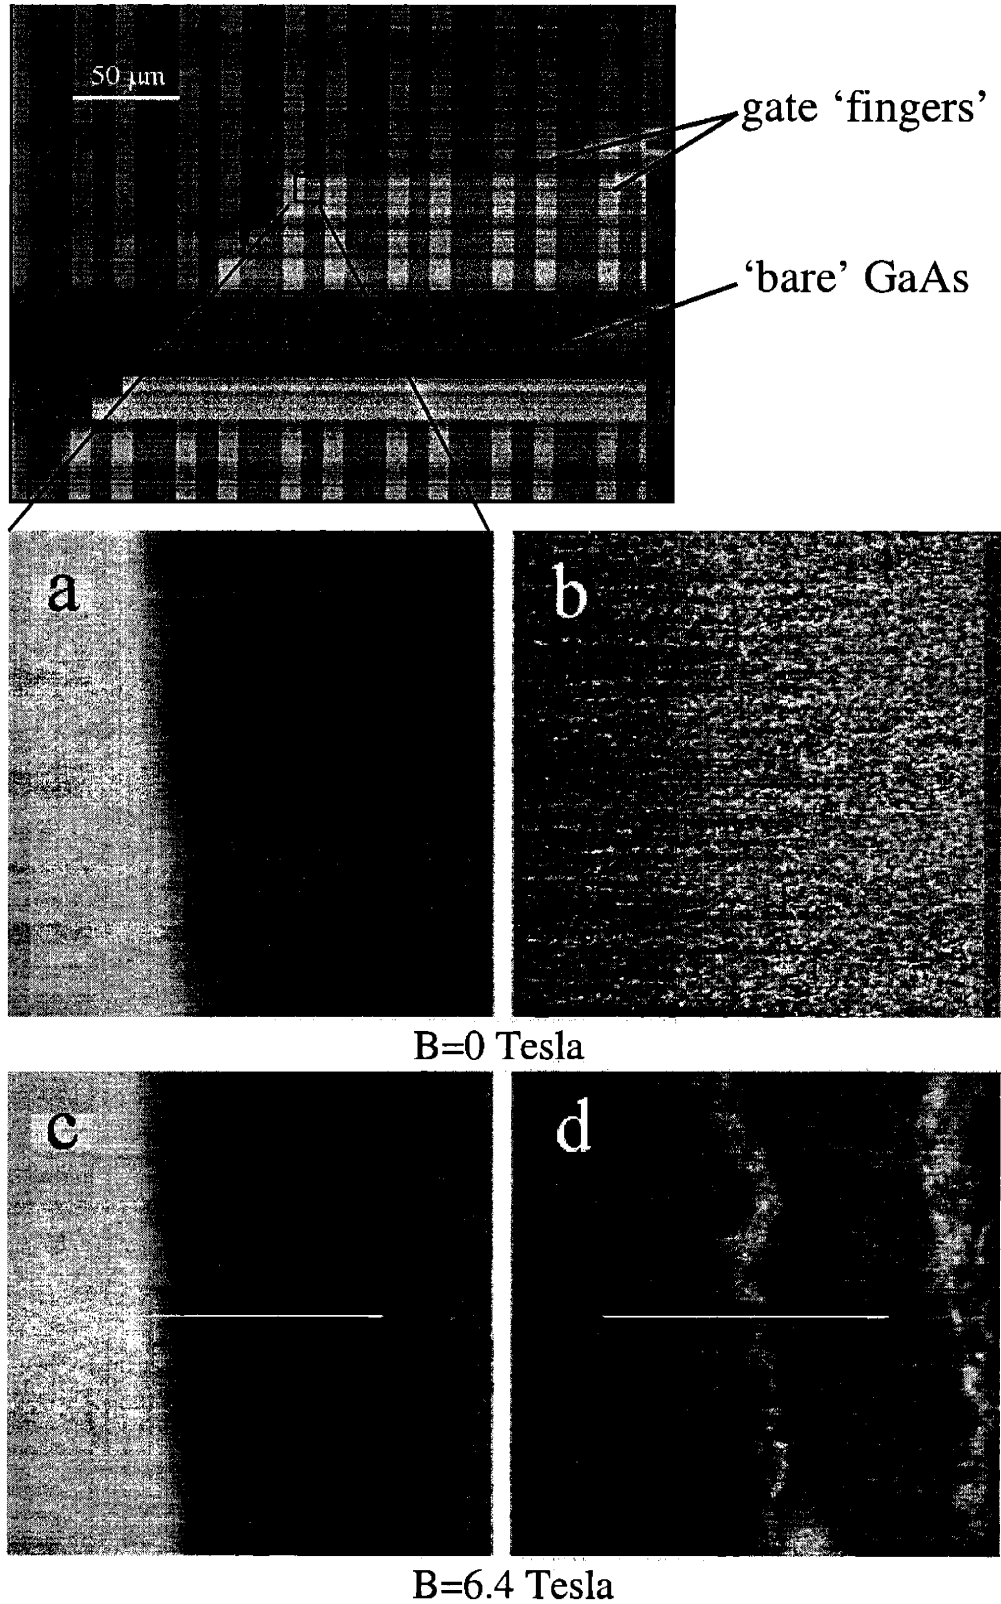 50 µm
gate ‘fingers’
‘bare’ GaAs
a
b
B=0 Tesla
c
d
B=6.4 Tesla